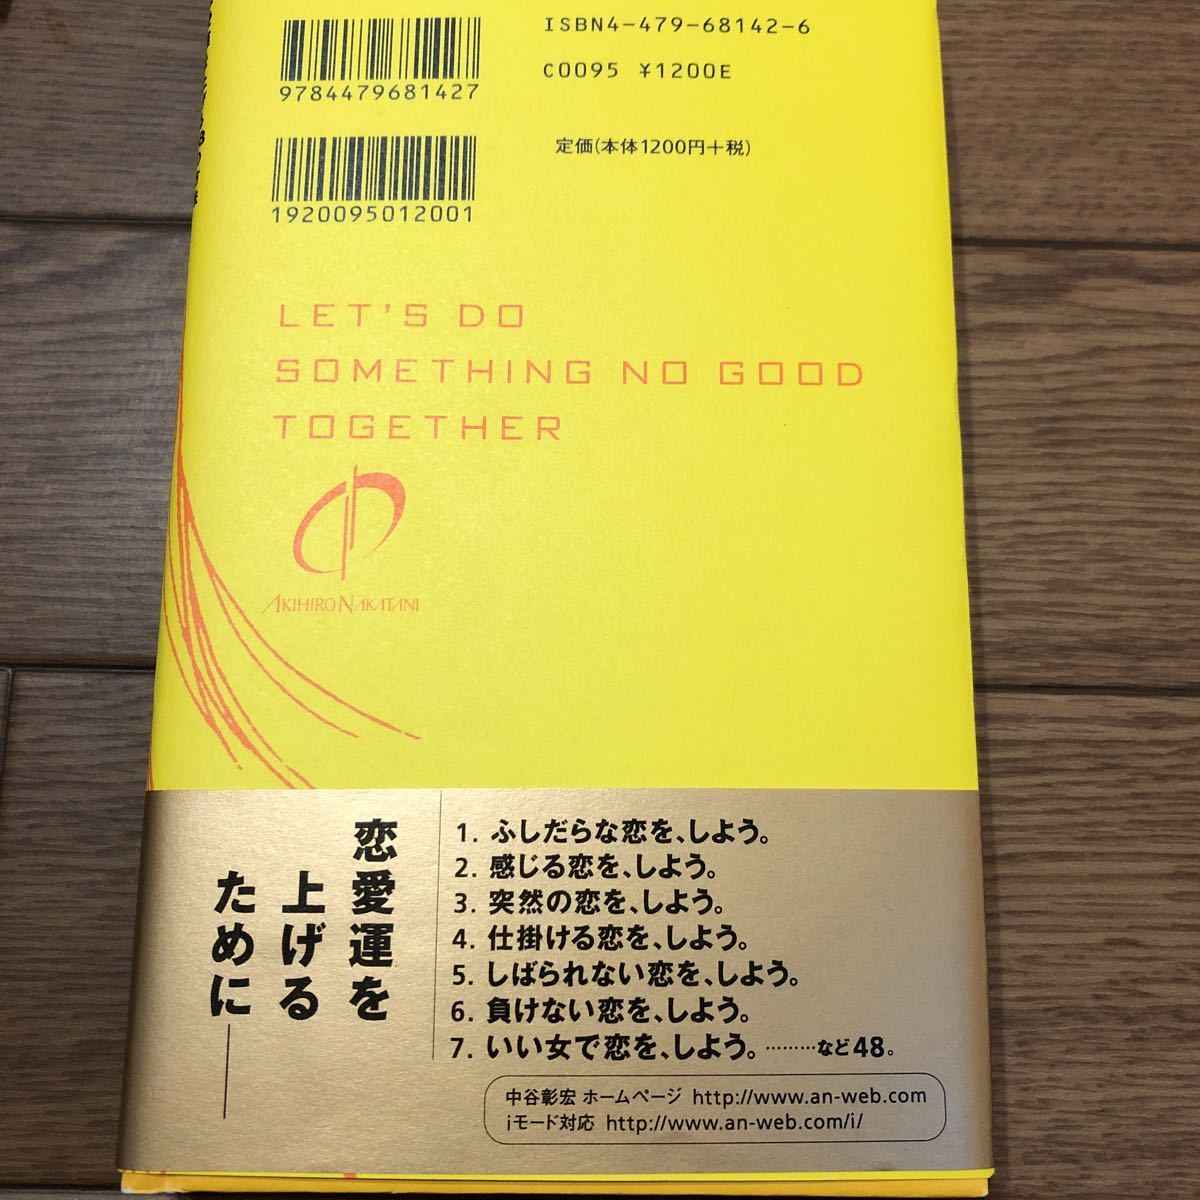 ISBN4-479-68142-6
C0095 ¥1200E
9784479681427
定価(本体1200円+税)
1920095012001
LET'S DO
SOMETHING NO GOOD
TOGETHER
AKIHIRO NAKATANI
恋愛運を
上げる
ために──
1. ふしだらな恋を、しよう。
2. 感じる恋を、しよう。
3. 突然の恋を、しよう。
4. 仕掛ける恋を、しよう。
5. しばられない恋を、しよう。
6. 負けない恋を、しよう。
7. いい女で恋を、しよう。………など48。
中谷彰宏 ホームページ http://www.an-web.com
iモード対応 http://www.an-web.com/i/